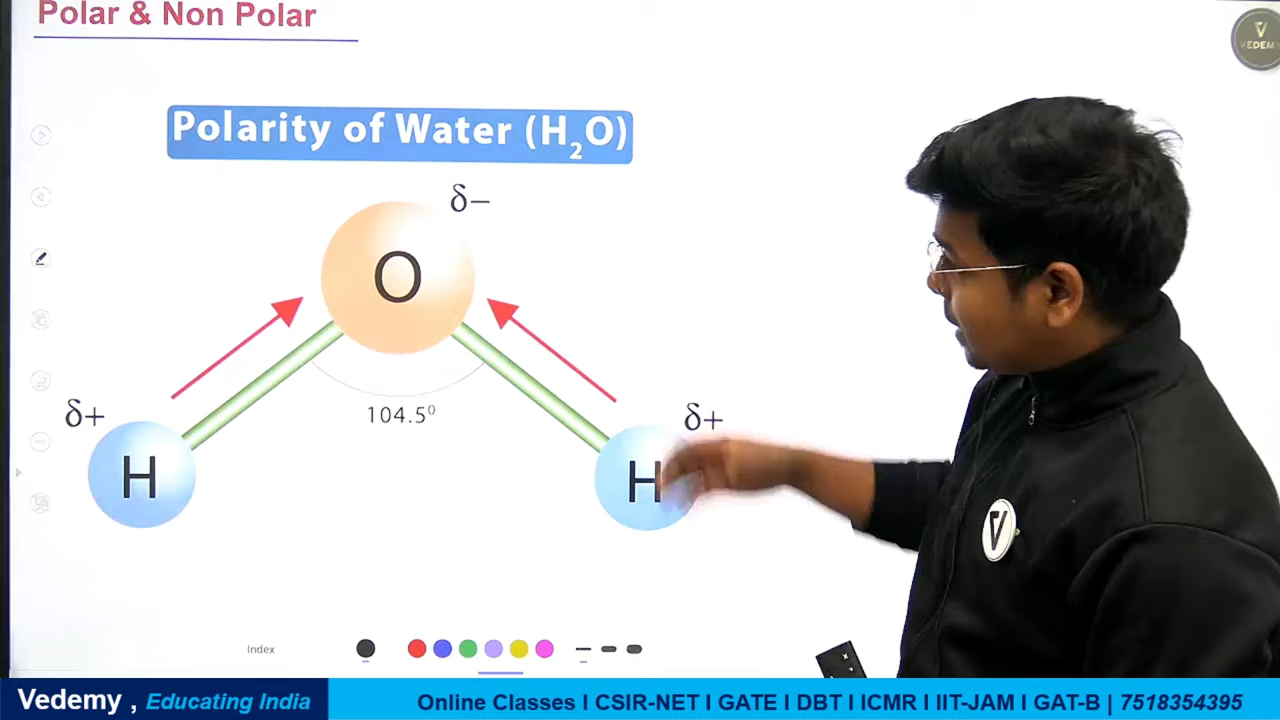 Polar & Non Polar
VEDEMY
Polarity of Water (H₂O)
δ−
O
104.5⁰
δ+
H
δ+
H
Index
Vedemy , Educating India
Online Classes I CSIR-NET I GATE I DBT I ICMR I IIT-JAM I GAT-B | 7518354395